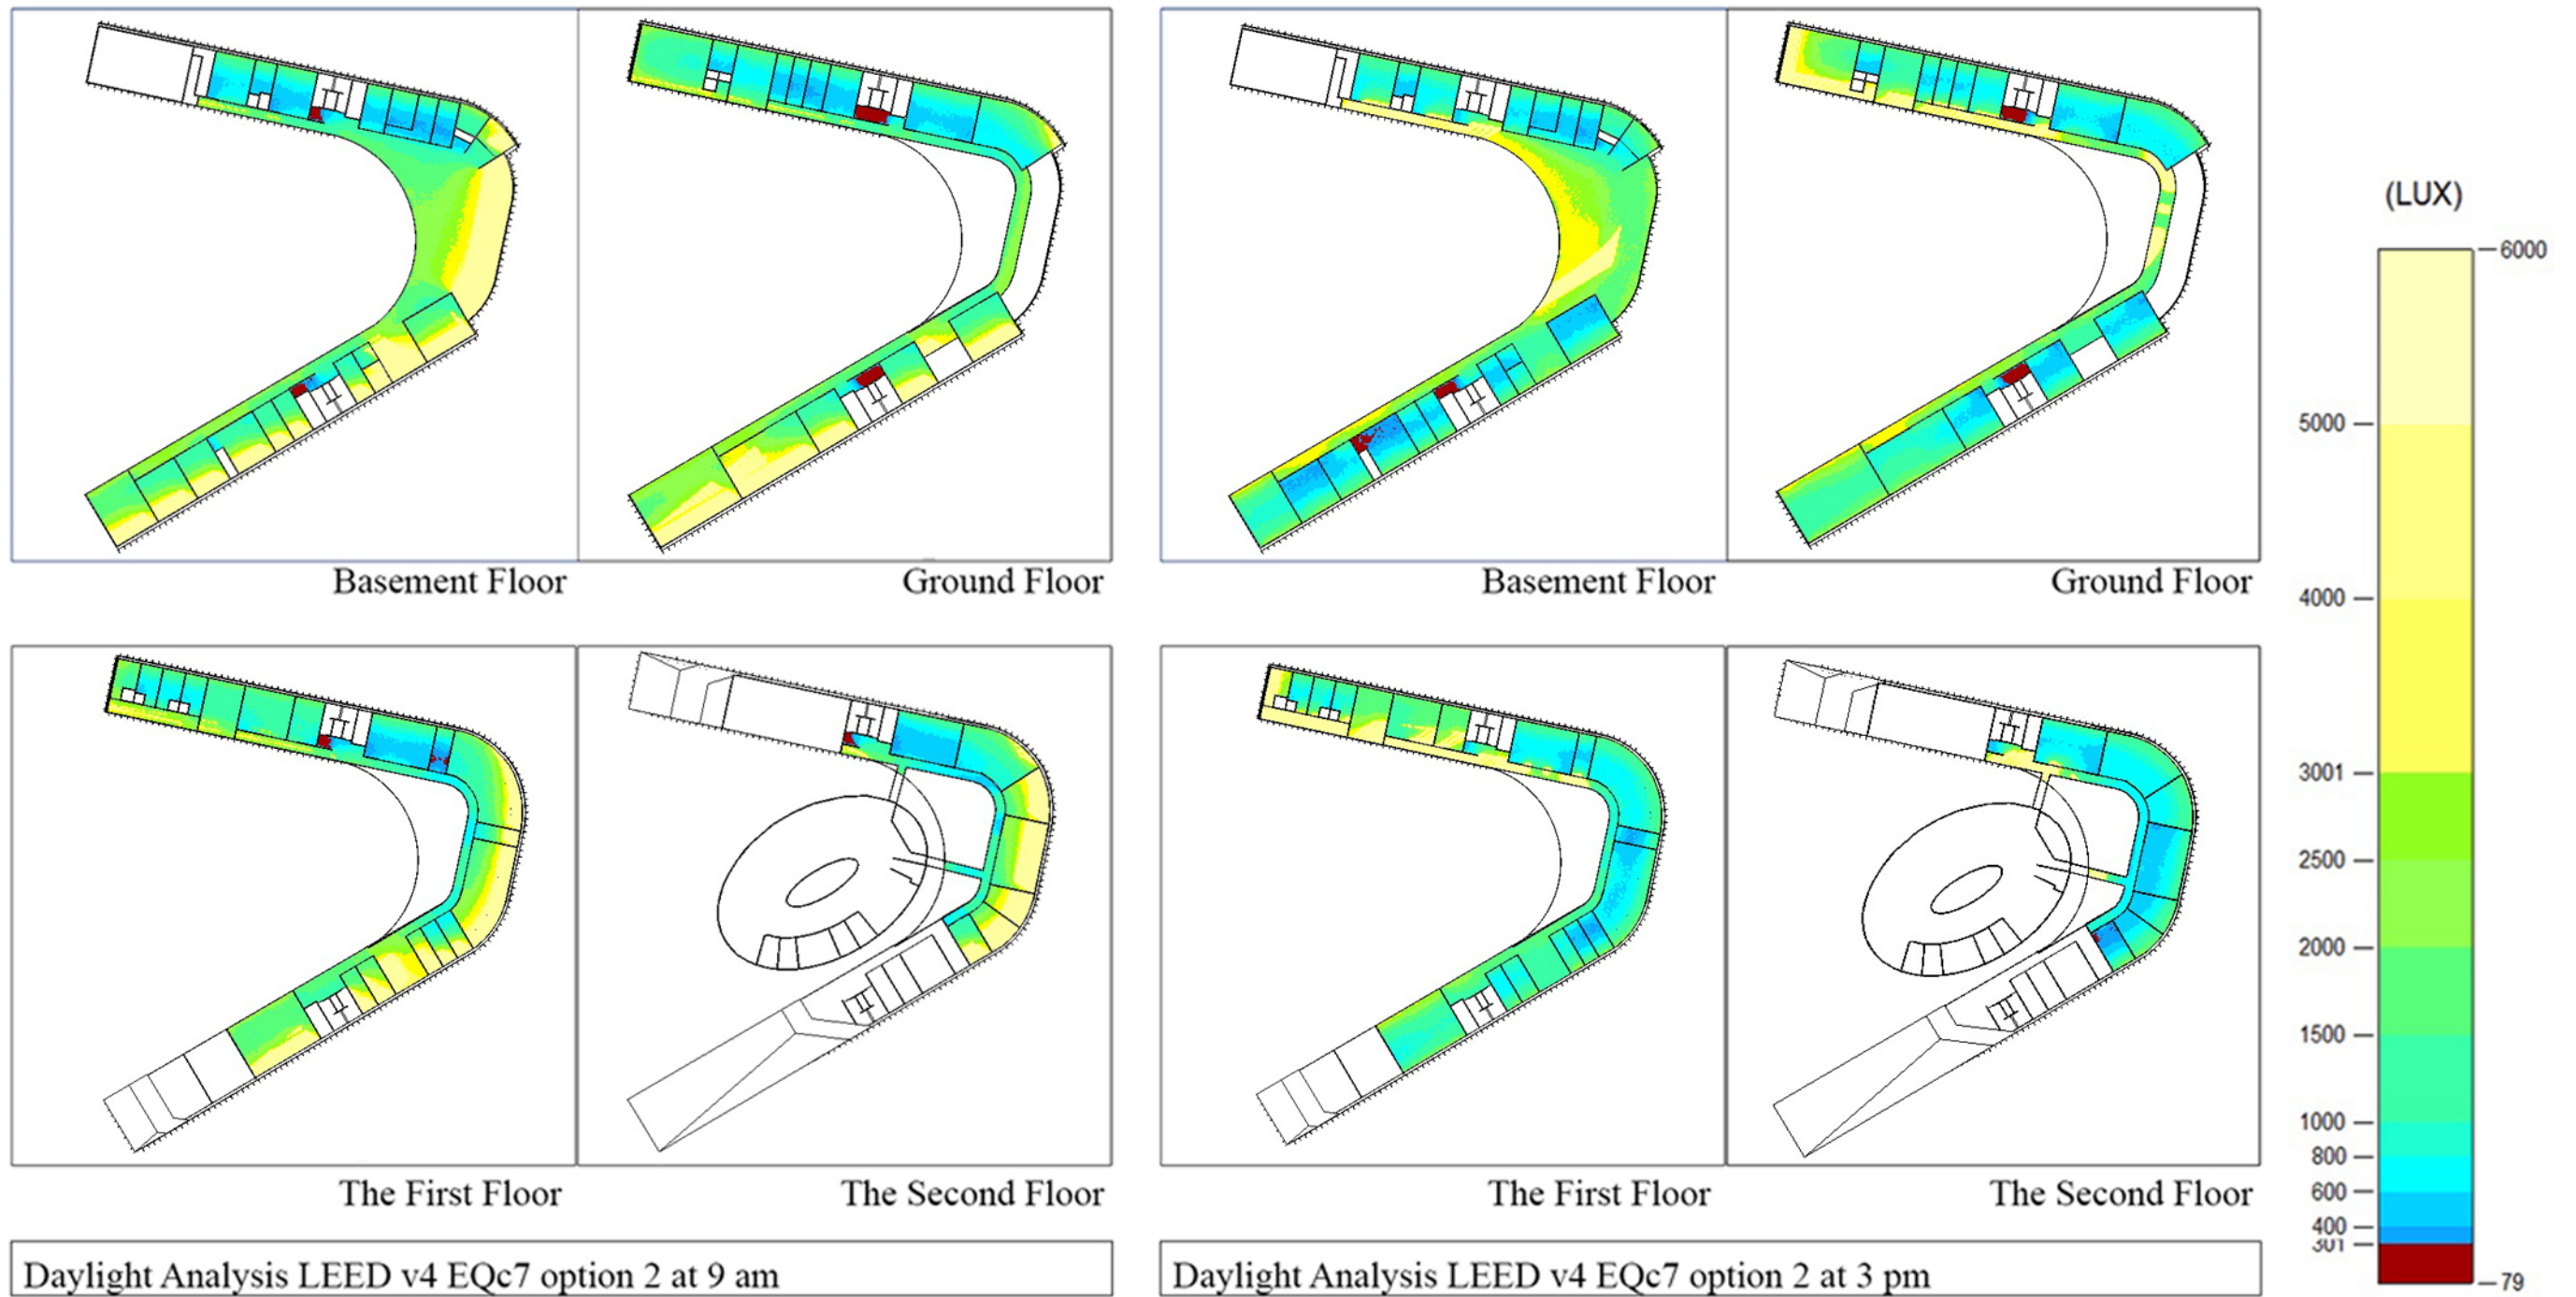 Basement Floor
Ground Floor
Basement Floor
Ground Floor
The First Floor
The Second Floor
The First Floor
The Second Floor
Daylight Analysis LEED v4 EQc7 option 2 at 9 am
Daylight Analysis LEED v4 EQc7 option 2 at 3 pm
(LUX)
6000
5000
4000
3001
2500
2000
1500
1000
800
600
400
301
79